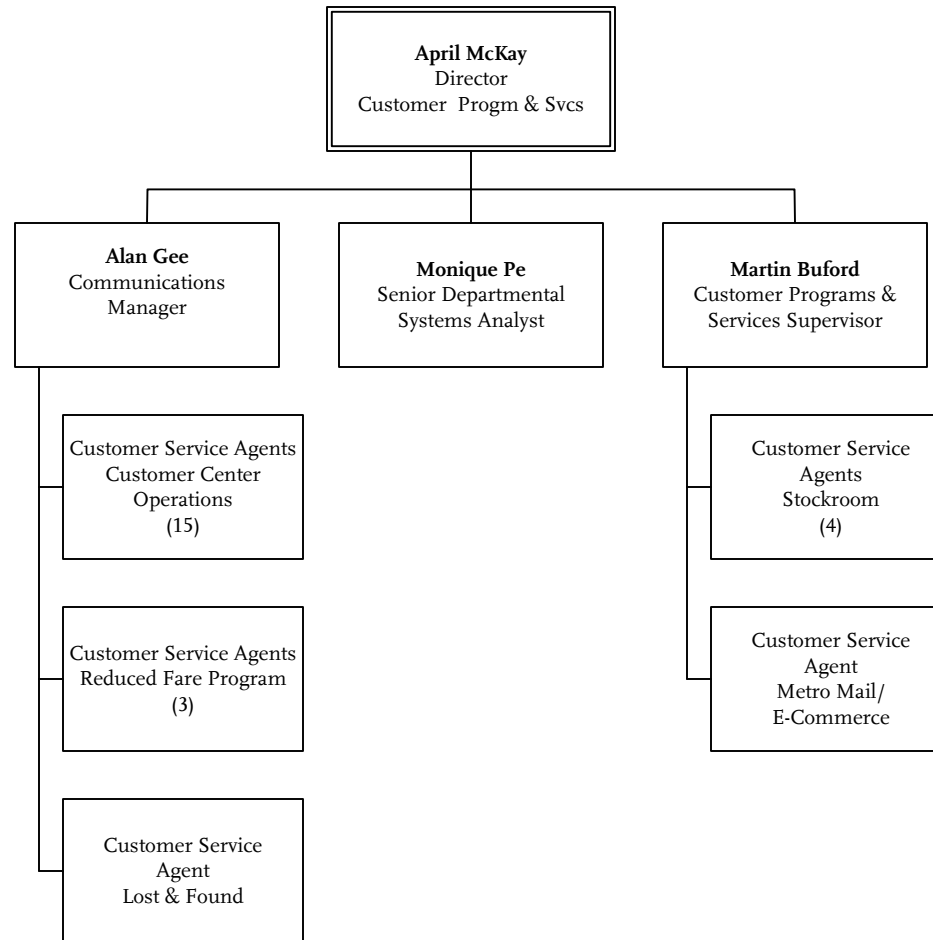 April McKay
Director
Customer Progm & Svcs
Alan Gee
Communications
Manager
Monique Pe
Senior Departmental
Systems Analyst
Martin Buford
Customer Programs &
Services Supervisor
Customer Service Agents
Customer Center
Operations
(15)
Customer Service Agents
Reduced Fare Program
(3)
Customer Service
Agent
Lost & Found
Customer Service
Agents
Stockroom
(4)
Customer Service
Agent
Metro Mail/
E-Commerce